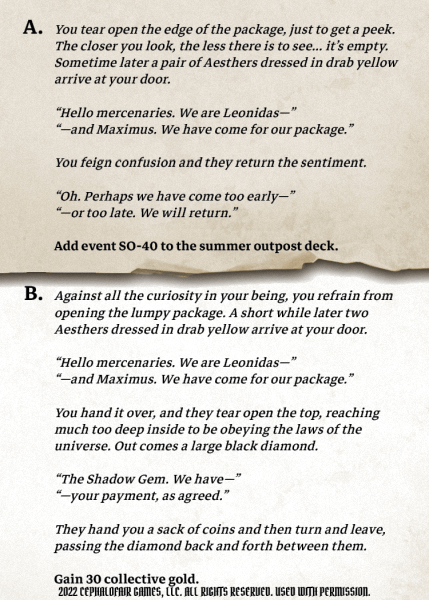 A. You tear open the edge of the package, just to get a peek.
The closer you look, the less there is to see... it’s empty.
Sometime later a pair of Aesthers dressed in drab yellow
arrive at your door.
“Hello mercenaries. We are Leonidas—”
“—and Maximus. We have come for our package.”
You feign confusion and they return the sentiment.
“Oh. Perhaps we have come too early—”
“—or too late. We will return.”
Add event SO-40 to the summer outpost deck.
B. Against all the curiosity in your being, you refrain from
opening the lumpy package. A short while later two
Aesthers dressed in drab yellow arrive at your door.
“Hello mercenaries. We are Leonidas—”
“—and Maximus. We have come for our package.”
You hand it over, and they tear open the top, reaching
much too deep inside to be obeying the laws of the
universe. Out comes a large black diamond.
“The Shadow Gem. We have—”
“—your payment, as agreed.”
They hand you a sack of coins and then turn and leave,
passing the diamond back and forth between them.
Gain 30 collective gold.
2022 CEPHALOFAIR GAMES, LLC. ALL RIGHTS RESERVED. USED WITH PERMISSION.